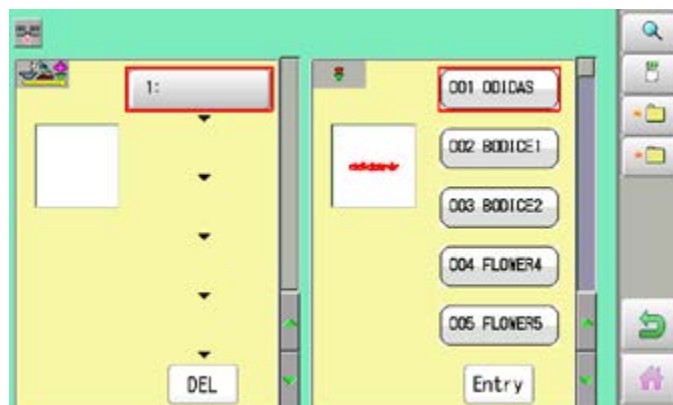 1:
DEL
001 ODIDAS
002 BODICE1
003 BODICE2
004 FLOWER4
005 FLOWER5
Entry